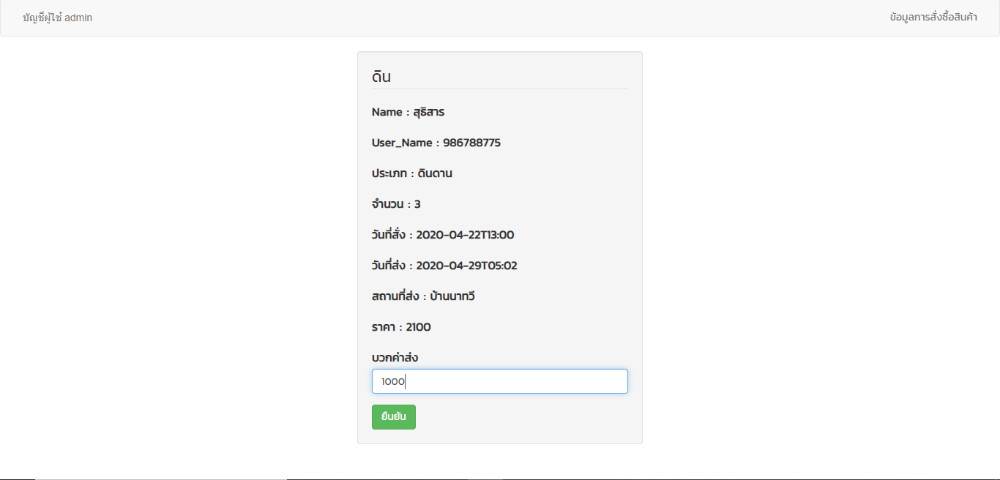 บัญชีผู้ใช้ admin
ข้อมูลการสั่งซื้อสินค้า
ดิน
Name : สุธิสาร
User_Name : 986788775
ประเภท : ดินดาน
จำนวน : 3
วันที่สั่ง : 2020-04-22T13:00
วันที่ส่ง : 2020-04-29T05:02
สถานที่ส่ง : บ้านนาทวี
ราคา : 2100
บวกค่าส่ง
1000
ยืนยัน